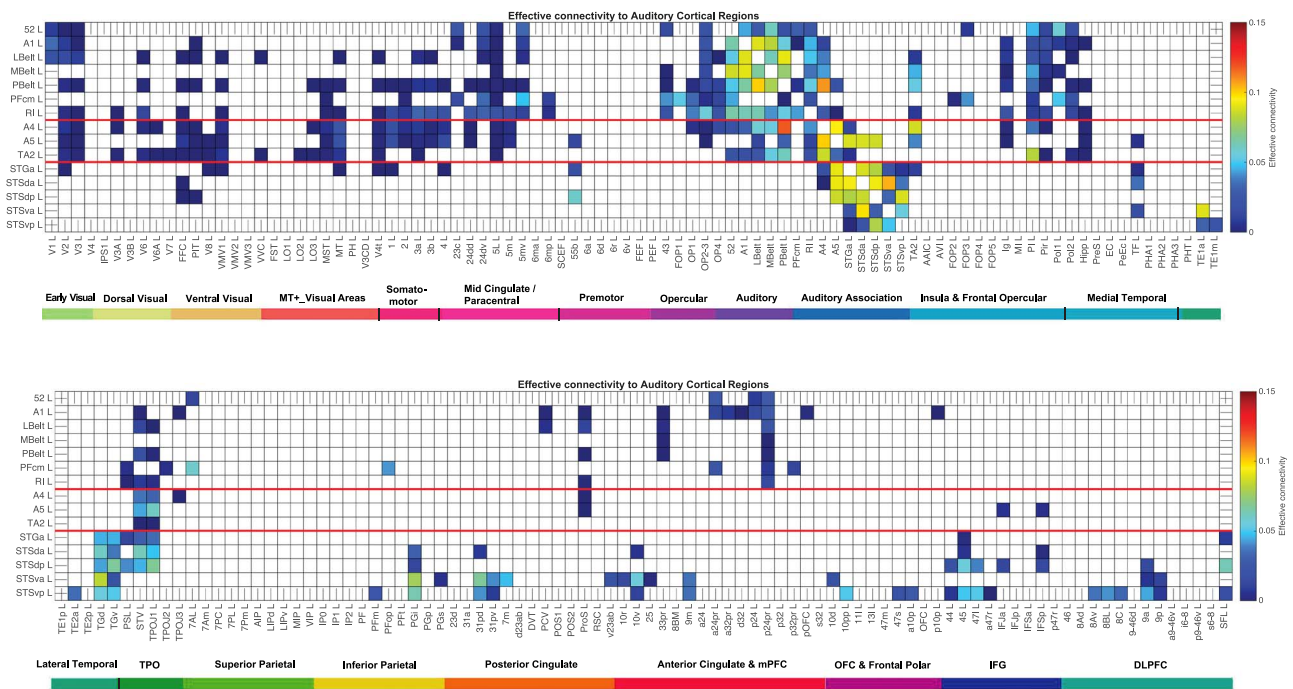 Effective connectivity to Auditory Cortical Regions
52 L
A1 L
LBelt L
MBelt L
PBelt L
PFcm L
RI L
A4 L
A5 L
TA2 L
STGa L
STSda L
STSdp L
STSva L
STSvp L
0.15
0.1
0.05
0
Effective connectivity
V1 L V2 L V3 L V4 L IPS1 L V3A L V3B L V6 L V6A L V7 L FFC L PIT L V8 L VMV1 L VMV2 L VMV3 L VVC L FST L LO1 L LO2 L LO3 L MST L MT L PH L V3CD L V4t L 1 L 2 L 3a L 3b L 4 L 23c L 24dd L 24dv L 5L L 5m L 5mv L 6ma L 6mp L SCEF L 55b L 6a L 6d L 6r L 6v L FEF L PEF L 43 L FOP1 L OP1 L OP2-3 L OP4 L 52 L A1 L LBelt L MBelt L PBelt L PFcm L RI L A4 L A5 L STGa L STSda L STSdp L STSva L STSvp L TA2 L AAIC L AVI L FOP2 L FOP3 L FOP4 L FOP5 L Ig L MI L PI L Pir L PoI1 L PoI2 L Hipp L PreS L EC L PeEc L TF L PHA1 L PHA2 L PHA3 L PHT L TE1a L TE1m L
Early Visual Dorsal Visual Ventral Visual MT+_Visual Areas Somato-motor Mid Cingulate / Paracentral Premotor Opercular Auditory Auditory Association Insula & Frontal Opercular Medial Temporal
Effective connectivity to Auditory Cortical Regions
52 L
A1 L
LBelt L
MBelt L
PBelt L
PFcm L
RI L
A4 L
A5 L
TA2 L
STGa L
STSda L
STSdp L
STSva L
STSvp L
0.15
0.1
0.05
0
Effective connectivity
TE1p L TE2a L TE2p L TGd L TGv L PSL L STV L TPOJ1 L TPOJ2 L TPOJ3 L 7AL L 7Am L 7PC L 7PL L 7Pm L AIP L LIPd L LIPv L MIP L VIP L IP0 L IP1 L IP2 L PF L PFm L PFop L PFt L PGi L PGp L PGs L 23d L 31a L 31pd L 31pv L 7m L d23ab L DVT L PCV L POS1 L POS2 L ProS L RSC L v23ab L 10r L 10v L 25 L 33pr L 8BM L 9m L a24 L a24pr L a32pr L d32 L p24 L p24pr L p32 L pOFC L s32 L 10d L 10pp L 11l L 13l L 47m L 47s L a10p L OFC L p10p L 44 L 45 L 47l L a47r L IFJa L IFJp L IFSa L IFSp L p47r L 46 L 8Ad L 8Av L 8BL L 8C L 9-46d L 9a L 9p L a9-46v L i6-8 L p9-46v L s6-8 L SFL L
Lateral Temporal TPO Superior Parietal Inferior Parietal Posterior Cingulate Anterior Cingulate & mPFC OFC & Frontal Polar IFG DLPFC